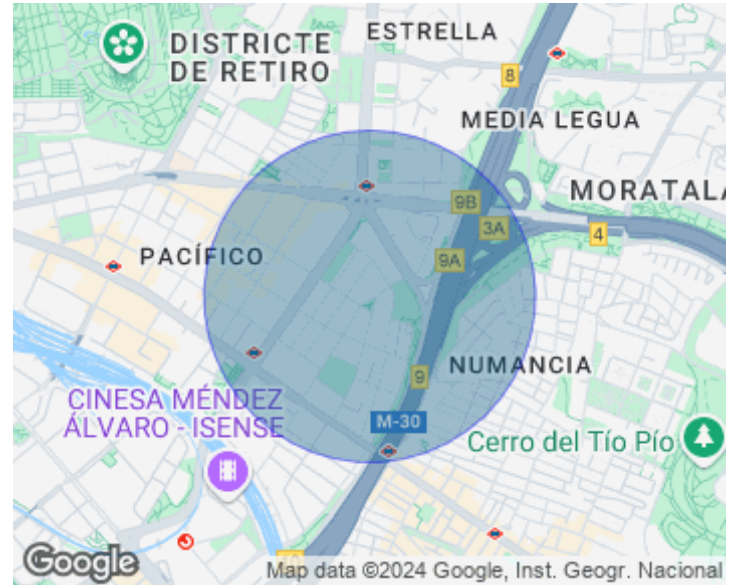 ESTRELLA
DISTRICTE
DE RETIRO
8
MEDIA LEGUA
MORATALA
9B
3A
4
PACÍFICO
9A
9
NUMANCIA
CINESA MÉNDEZ
ÁLVARO - ISENSE
M-30
Cerro del Tío Pío
Google
Map data ©2024 Google, Inst. Geogr. Nacional